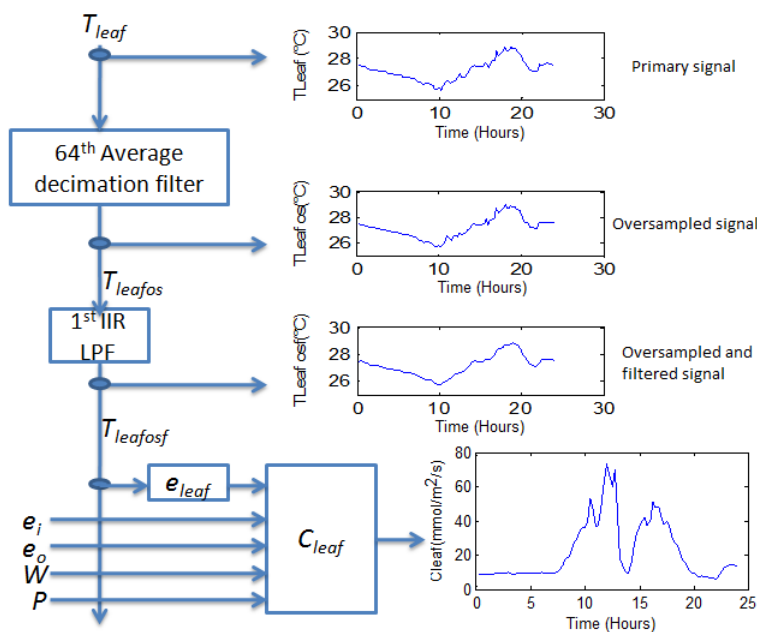 T_leaf
30
28
26
TLeaf (ºC)
0
10
20
30
Time (Hours)
Primary signal
64th Average
decimation filter
30
28
26
TLeaf os(ºC)
0
10
20
30
Time (Hours)
Oversampled signal
T_leafos
1st IIR
LPF
30
28
26
TLeaf osf(ºC)
0
10
20
30
Time (Hours)
Oversampled and
filtered signal
T_leafosf
e_leaf
e_i
e_o
W
P
C_leaf
80
60
40
20
0
Cleaf(mmol/m2/s)
0
5
10
15
20
25
Time (Hours)